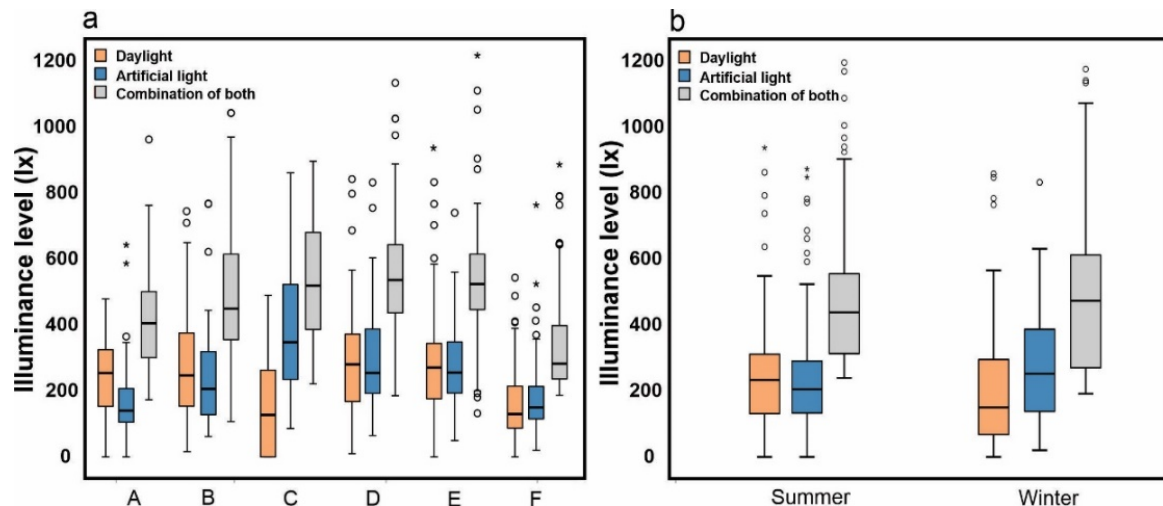 a
Illuminance level (lx)
1200
1000
800
600
400
200
0
Daylight
Artificial light
Combination of both
A B C D E F
b
Illuminance level (lx)
1200
1000
800
600
400
200
0
Daylight
Artificial light
Combination of both
Summer Winter